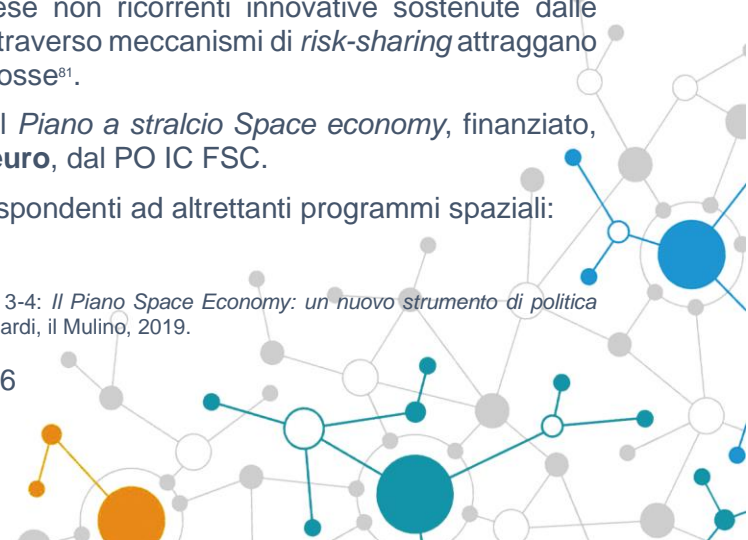 ese non ricorrenti innovative sostenute dalle
traverso meccanismi di risk-sharing attraggano
osse⁸¹.
l Piano a stralcio Space economy, finanziato,
euro, dal PO IC FSC.
spondenti ad altrettanti programmi spaziali:
3-4: Il Piano Space Economy: un nuovo strumento di politica
ardi, il Mulino, 2019.
6